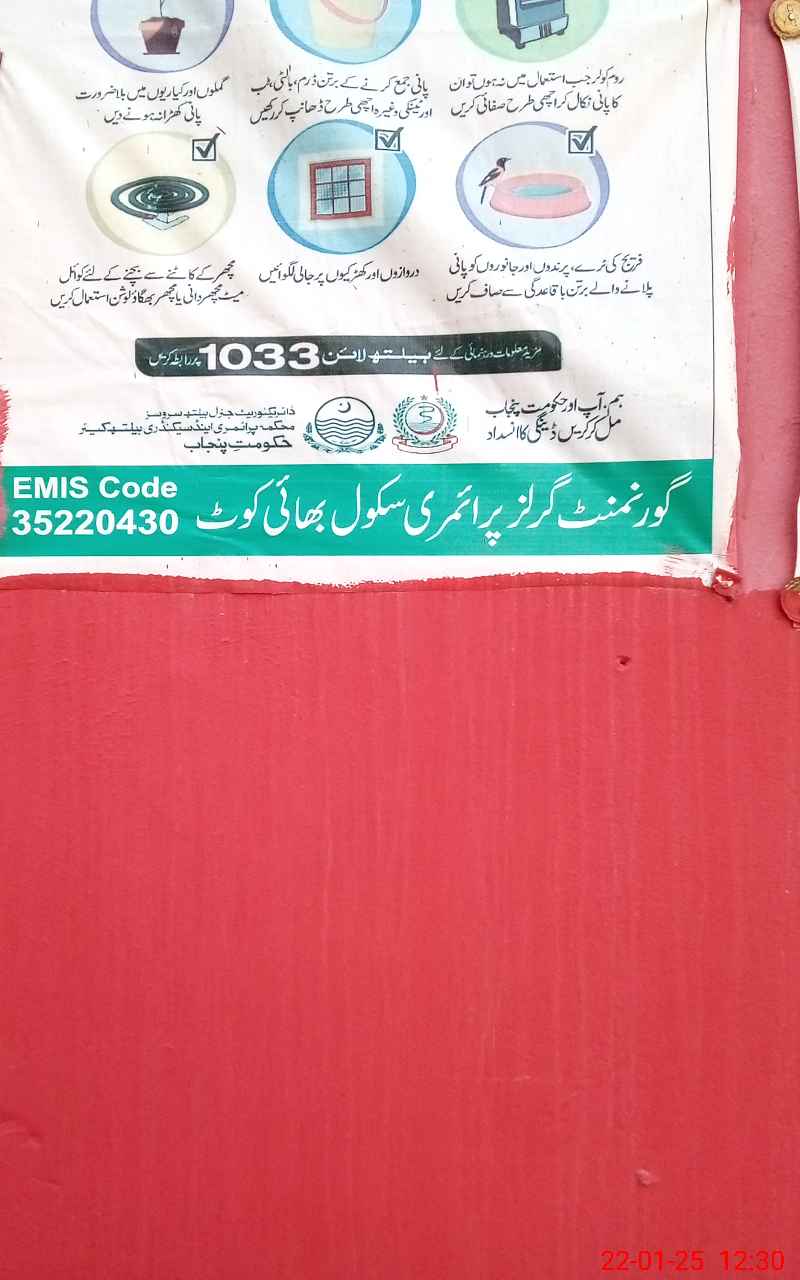 روم کولر جب استعمال میں نہ ہوں تو ان
کا پانی نکال کر اچھی طرح صفائی کریں
پانی جمع کرنے کے برتن ڈرم، بالٹی، ٹب
اور ٹینکی وغیرہ اچھی طرح ڈھانپ کر رکھیں
گملوں اور کیاریوں میں بلا ضرورت
پانی کھڑا نہ ہونے دیں
فریج کی ٹرے، پرندوں اور جانوروں کو پانی
پلانے والے برتن باقاعدگی سے صاف کریں
دروازوں اور کھڑکیوں پر جالی لگوائیں
مچھر کے کاٹنے سے بچنے کے لئے کوائل
میٹ مچھر دانی یا مچھر بھگاؤ لوشن استعمال کریں
مزید معلومات و رہنمائی کے لئے ہیلتھ لائن 1033 پر رابطہ کریں
ہم، آپ اور حکومت پنجاب
مل کر کریں ڈینگی کا انسداد
ڈائریکٹوریٹ جنرل ہیلتھ سروسز
محکمہ پرائمری اینڈ سیکنڈری ہیلتھ کیئر
حکومتِ پنجاب
گورنمنٹ گرلز پرائمری سکول بھائی کوٹ
EMIS Code
35220430
22-01-25 12:30